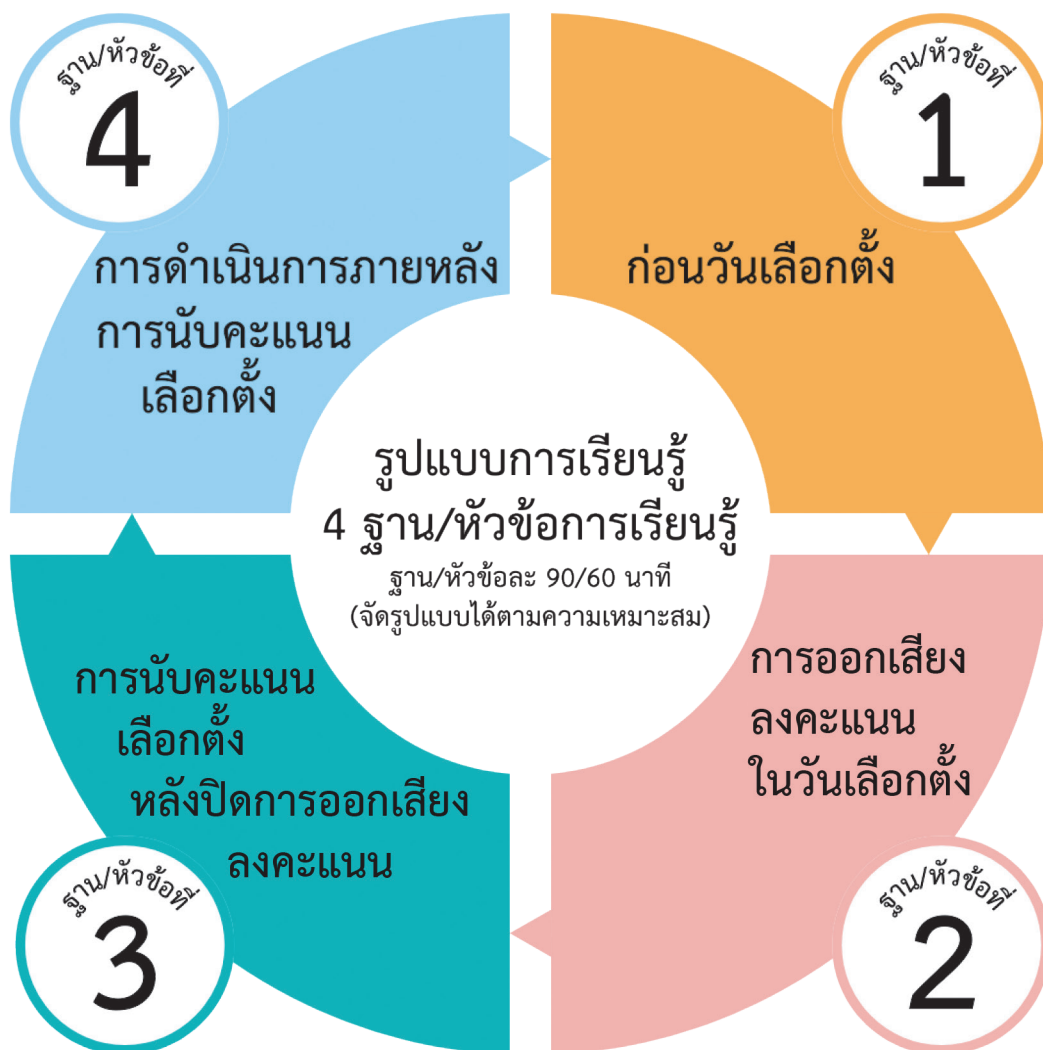 รูปแบบการเรียนรู้
4 ฐาน/หัวข้อการเรียนรู้
ฐาน/หัวข้อละ 90/60 นาที
(จัดรูปแบบได้ตามความเหมาะสม)
ฐาน/หัวข้อที่
1
ก่อนวันเลือกตั้ง
ฐาน/หัวข้อที่
2
การออกเสียง
ลงคะแนน
ในวันเลือกตั้ง
ฐาน/หัวข้อที่
3
การนับคะแนน
เลือกตั้ง
หลังปิดการออกเสียง
ลงคะแนน
ฐาน/หัวข้อที่
4
การดำเนินการภายหลัง
การนับคะแนน
เลือกตั้ง